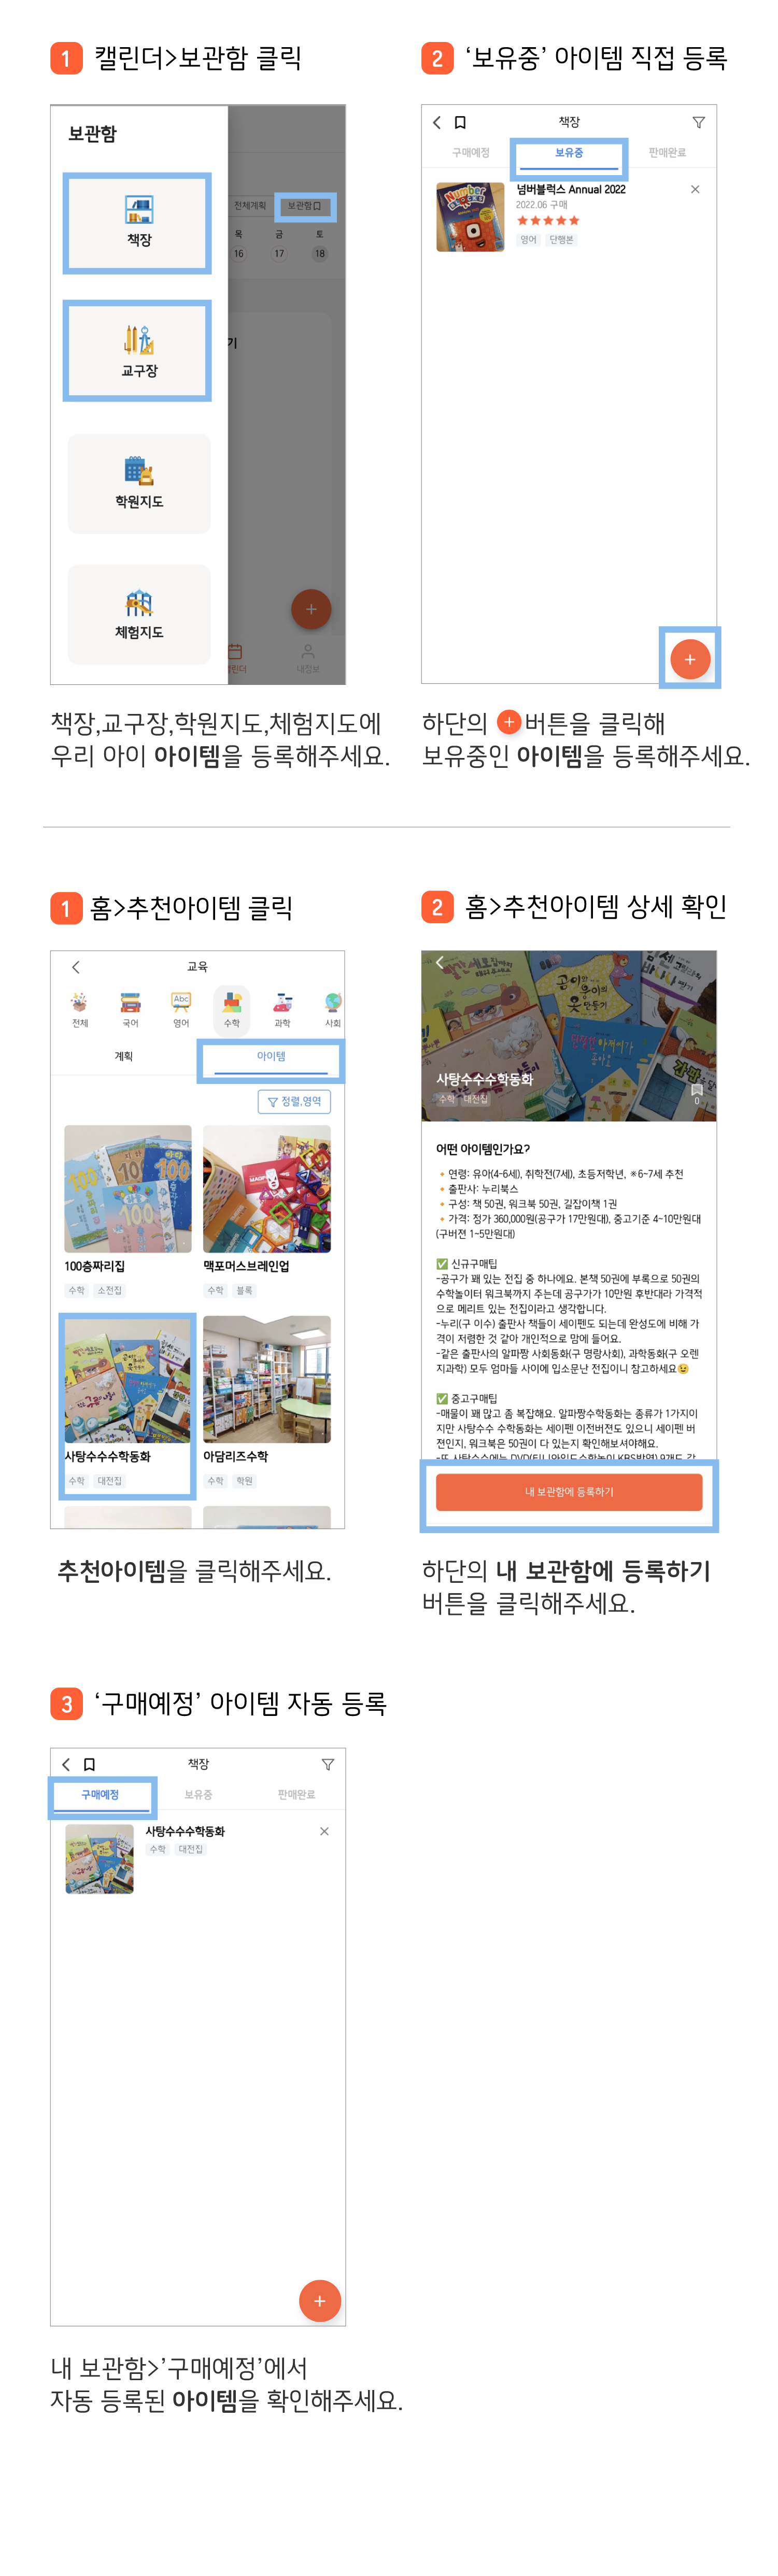 1 캘린더>보관함 클릭
보관함
책장
교구장
학원지도
체험지도
전체계획 보관함
목 금 토
16 17 18
기
내정보
책장,교구장,학원지도,체험지도에
우리 아이 아이템을 등록해주세요.
2 '보유중' 아이템 직접 등록
책장
구매예정 보유중 판매완료
넘버블럭스 Annual 2022
2022.06 구매
영어 단행본
하단의 + 버튼을 클릭해
보유중인 아이템을 등록해주세요.
1 홈>추천아이템 클릭
교육
전체 국어 영어 수학 과학 사회
계획 아이템
정렬,영역
100층짜리집
수학 소전집
맥포머스브레인업
수학 블록
사탕수수수학동화
수학 대전집
아담리즈수학
수학 학원
추천아이템을 클릭해주세요.
2 홈>추천아이템 상세 확인
사탕수수수학동화
수학 대전집
0
어떤 아이템인가요?
🔸연령: 유아(4-6세), 취학전(7세), 초등저학년, *6~7세 추천
🔸출판사: 누리북스
🔸구성: 책 50권, 워크북 50권, 길잡이책 1권
🔸가격: 정가 360,000원(공구가 17만원대), 중고기준 4~10만원대
(구버전 1~5만원대)
✅ 신규구매팁
-공구가 꽤 있는 전집 중 하나에요. 본책 50권에 부록으로 50권의
수학놀이터 워크북까지 주는데 공구가가 10만원 후반대라 가격적
으로 메리트 있는 전집이라고 생각합니다.
-누리(구 이수) 출판사 책들이 세이펜도 되는데 완성도에 비해 가
격이 저렴한 것 같아 개인적으로 맘에 들어요.
-같은 출판사의 알파짱 사회동화(구 명랑사회), 과학동화(구 오렌
지과학) 모두 엄마들 사이에 입소문난 전집이니 참고하세요😉
✅ 중고구매팁
-매물이 꽤 많고 좀 복잡해요. 알파짱수학동화는 종류가 1가지이
지만 사탕수수 수학동화는 세이펜 이전버전도 있으니 세이펜 버
전인지, 워크북은 50권이 다 있는지 확인해보셔야해요.
내 보관함에 등록하기
하단의 내 보관함에 등록하기
버튼을 클릭해주세요.
3 '구매예정' 아이템 자동 등록
책장
구매예정 보유중 판매완료
사탕수수수학동화
수학 대전집
내 보관함>'구매예정'에서
자동 등록된 아이템을 확인해주세요.